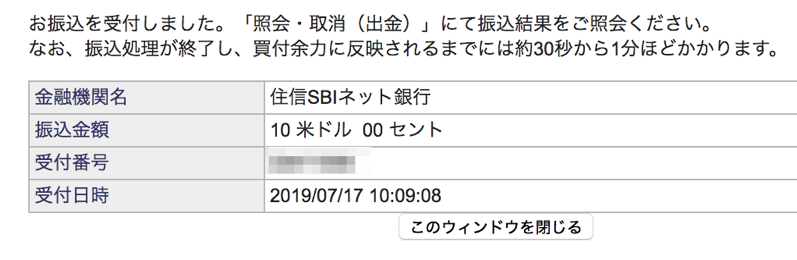 お振込を受付しました。「照会・取消（出金）」にて振込結果をご照会ください。
なお、振込処理が終了し、買付余力に反映されるまでには約30秒から1分ほどかかります。
金融機関名 住信SBIネット銀行
振込金額 10 米ドル 00 セント
受付番号
受付日時 2019/07/17 10:09:08
このウィンドウを閉じる